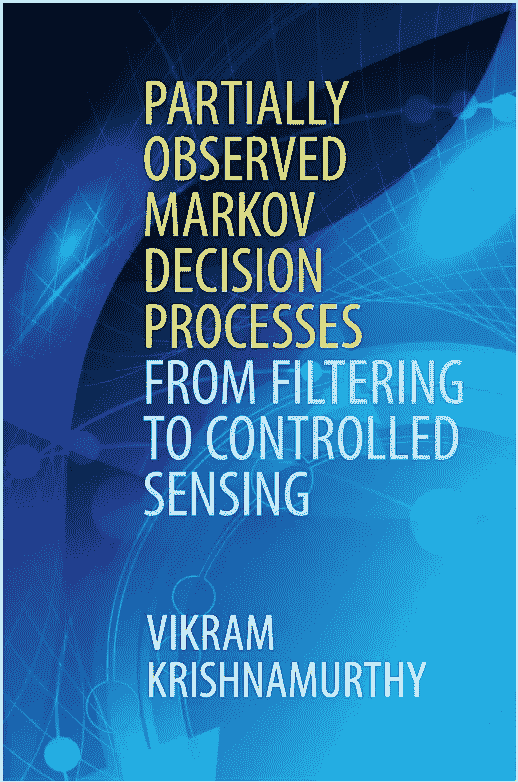 PARTIALLY
OBSERVED
MARKOV
DECISION
PROCESSES
FROM FILTERING
TO CONTROLLED
SENSING
VIKRAM
KRISHNAMURTHY